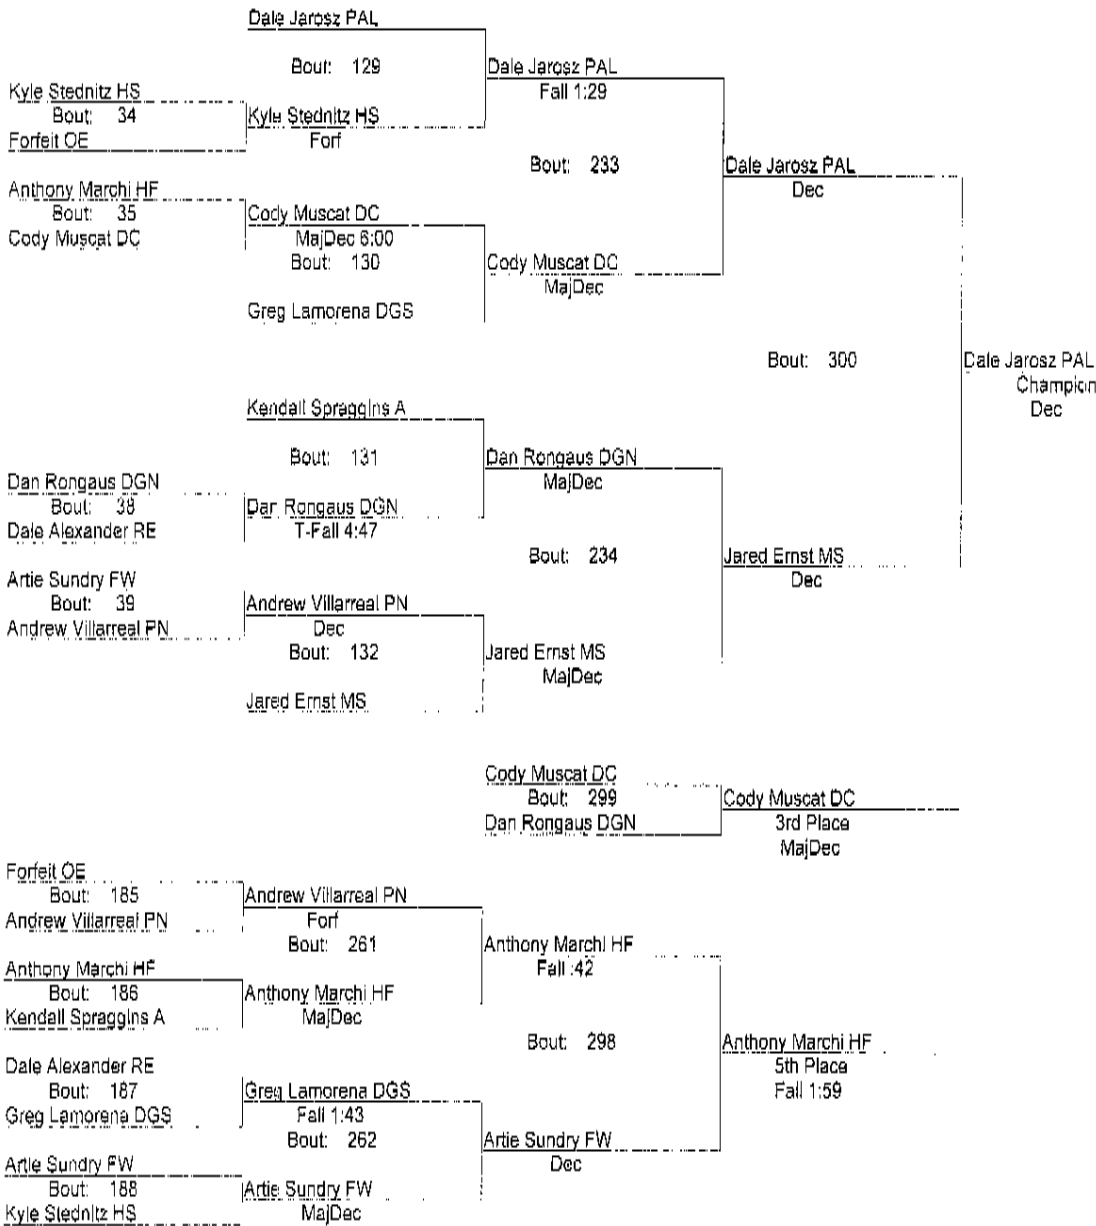 Dale Jarosz PAL
Bout: 129
Dale Jarosz PAL
Fall 1:29
Kyle Stednitz HS
Bout: 34
Forfeit OE
Kyle Stednitz HS
Forf
Bout: 233
Dale Jarosz PAL
Dec
Anthony Marchi HF
Bout: 35
Cody Muscat DC
Cody Muscat DC
MajDec 6:00
Bout: 130
Cody Muscat DC
MajDec
Greg Lamorena DGS
Bout: 300
Dale Jarosz PAL
Champion
Dec
Kendall Spraggins A
Bout: 131
Dan Rongaus DGN
MajDec
Dan Rongaus DGN
Bout: 38
Dale Alexander RE
Dan Rongaus DGN
T-Fall 4:47
Bout: 234
Jared Ernst MS
Dec
Artie Sundry FW
Bout: 39
Andrew Villarreal PN
Andrew Villarreal PN
Dec
Bout: 132
Jared Ernst MS
MajDec
Jared Ernst MS
Cody Muscat DC
Bout: 299
Dan Rongaus DGN
Cody Muscat DC
3rd Place
MajDec
Forfeit OE
Bout: 185
Andrew Villarreal PN
Andrew Villarreal PN
Forf
Bout: 261
Anthony Marchi HF
Fall :42
Anthony Marchi HF
Bout: 186
Kendall Spraggins A
Anthony Marchi HF
MajDec
Bout: 298
Anthony Marchi HF
5th Place
Fall 1:59
Dale Alexander RE
Bout: 187
Greg Lamorena DGS
Greg Lamorena DGS
Fall 1:43
Bout: 262
Artie Sundry FW
Dec
Artie Sundry FW
Bout: 188
Kyle Stednitz HS
Artie Sundry FW
MajDec